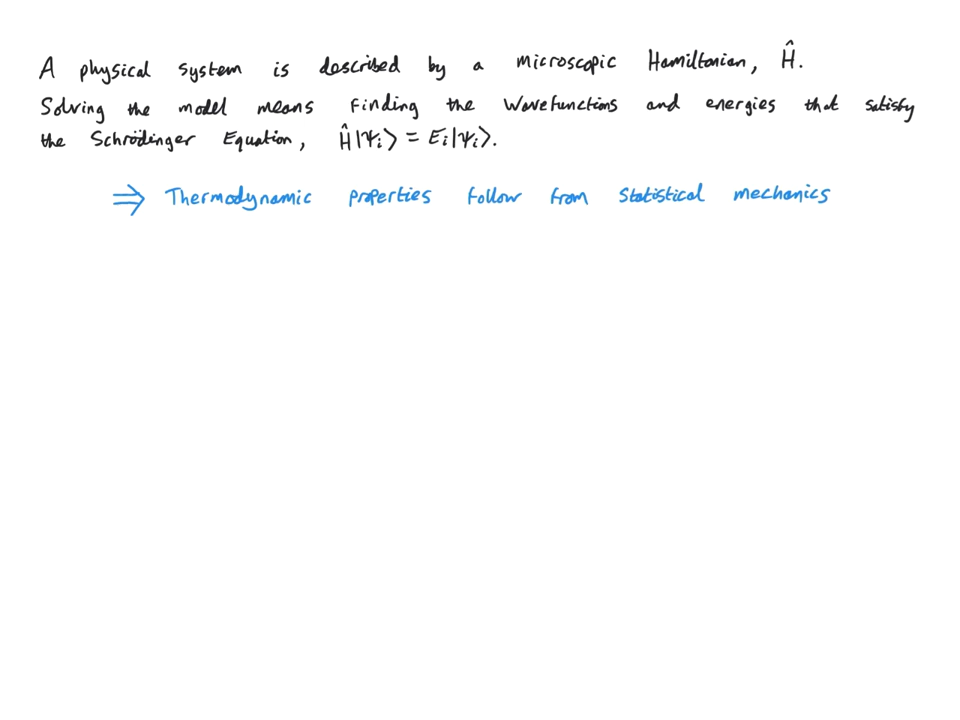 A physical system is described by a microscopic Hamiltonian, Ĥ.
Solving the model means finding the wavefunctions and energies that satisfy
the Schrödinger Equation, Ĥ|Ψᵢ⟩ = Eᵢ|Ψᵢ⟩.
⇒ Thermodynamic properties follow from statistical mechanics